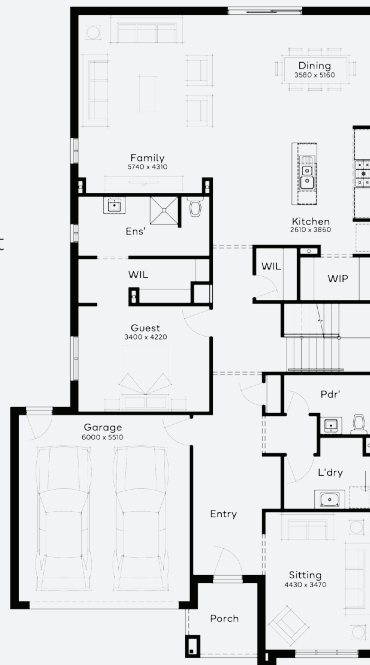 Dining
3580 x 5160
Family
5740 x 4310
Kitchen
2610 x 3860
Ens'
WIL
WIL
WIP
Guest
3400 x 4220
Pdr'
Garage
6000 x 5510
L'dry
Entry
Sitting
4430 x 3470
Porch